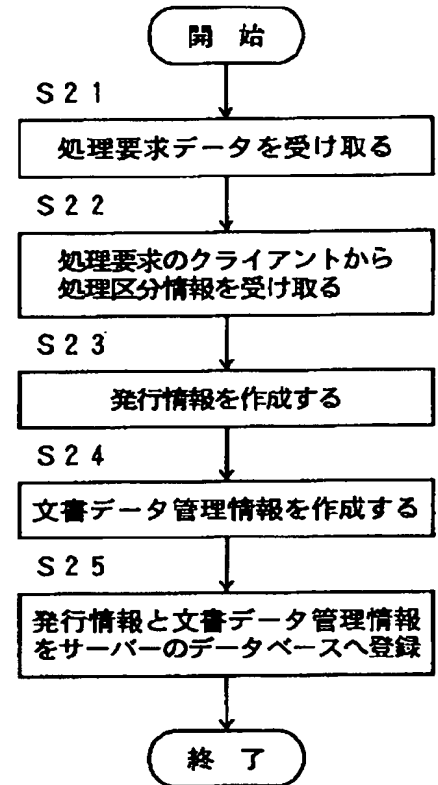 開 始
S21
処理要求データを受け取る
S22
処理要求のクライアントから
処理区分情報を受け取る
S23
発行情報を作成する
S24
文書データ管理情報を作成する
S25
発行情報と文書データ管理情報
をサーバーのデータベースへ登録
終 了